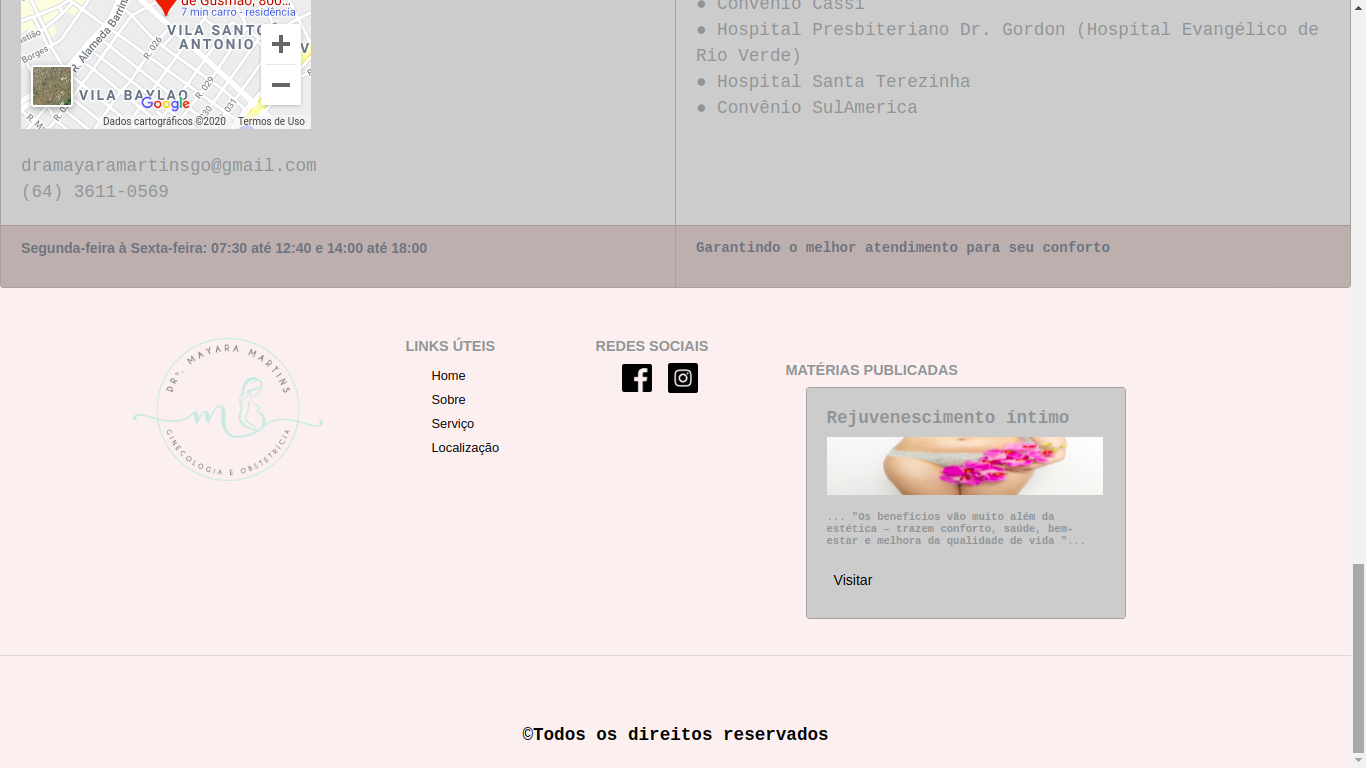 de Gusmão, 800...
7 min carro - residência
VILA SANTO
ANTONIO
R. 026
R. Alameda Barrin
Borges
R. 029
VILA BAYLAO
R. 031
Google
Dados cartográficos ©2020 Termos de Uso
dramayaramartinsgo@gmail.com
(64) 3611-0569
● Convênio Cassi
● Hospital Presbiteriano Dr. Gordon (Hospital Evangélico de
Rio Verde)
● Hospital Santa Terezinha
● Convênio SulAmerica
Segunda-feira à Sexta-feira: 07:30 até 12:40 e 14:00 até 18:00
Garantindo o melhor atendimento para seu conforto
DRª. MAYARA MARTINS
GINECOLOGIA E OBSTETRÍCIA
LINKS ÚTEIS
Home
Sobre
Serviço
Localização
REDES SOCIAIS
MATÉRIAS PUBLICADAS
Rejuvenescimento íntimo
... "Os benefícios vão muito além da
estética – trazem conforto, saúde, bem-
estar e melhora da qualidade de vida "...
Visitar
©Todos os direitos reservados